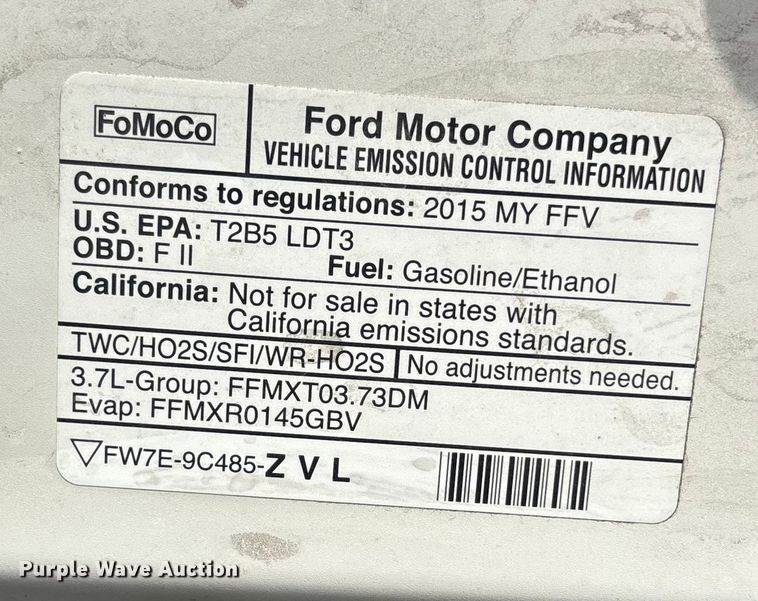 FoMoCo
Ford Motor Company
VEHICLE EMISSION CONTROL INFORMATION
Conforms to regulations: 2015 MY FFV
U.S. EPA: T2B5 LDT3
OBD: F II
Fuel: Gasoline/Ethanol
California: Not for sale in states with
California emissions standards.
TWC/HO2S/SFI/WR-HO2S
No adjustments needed.
3.7L-Group: FFMXT03.73DM
Evap: FFMXR0145GBV
FW7E-9C485-Z V L
Purple Wave Auction